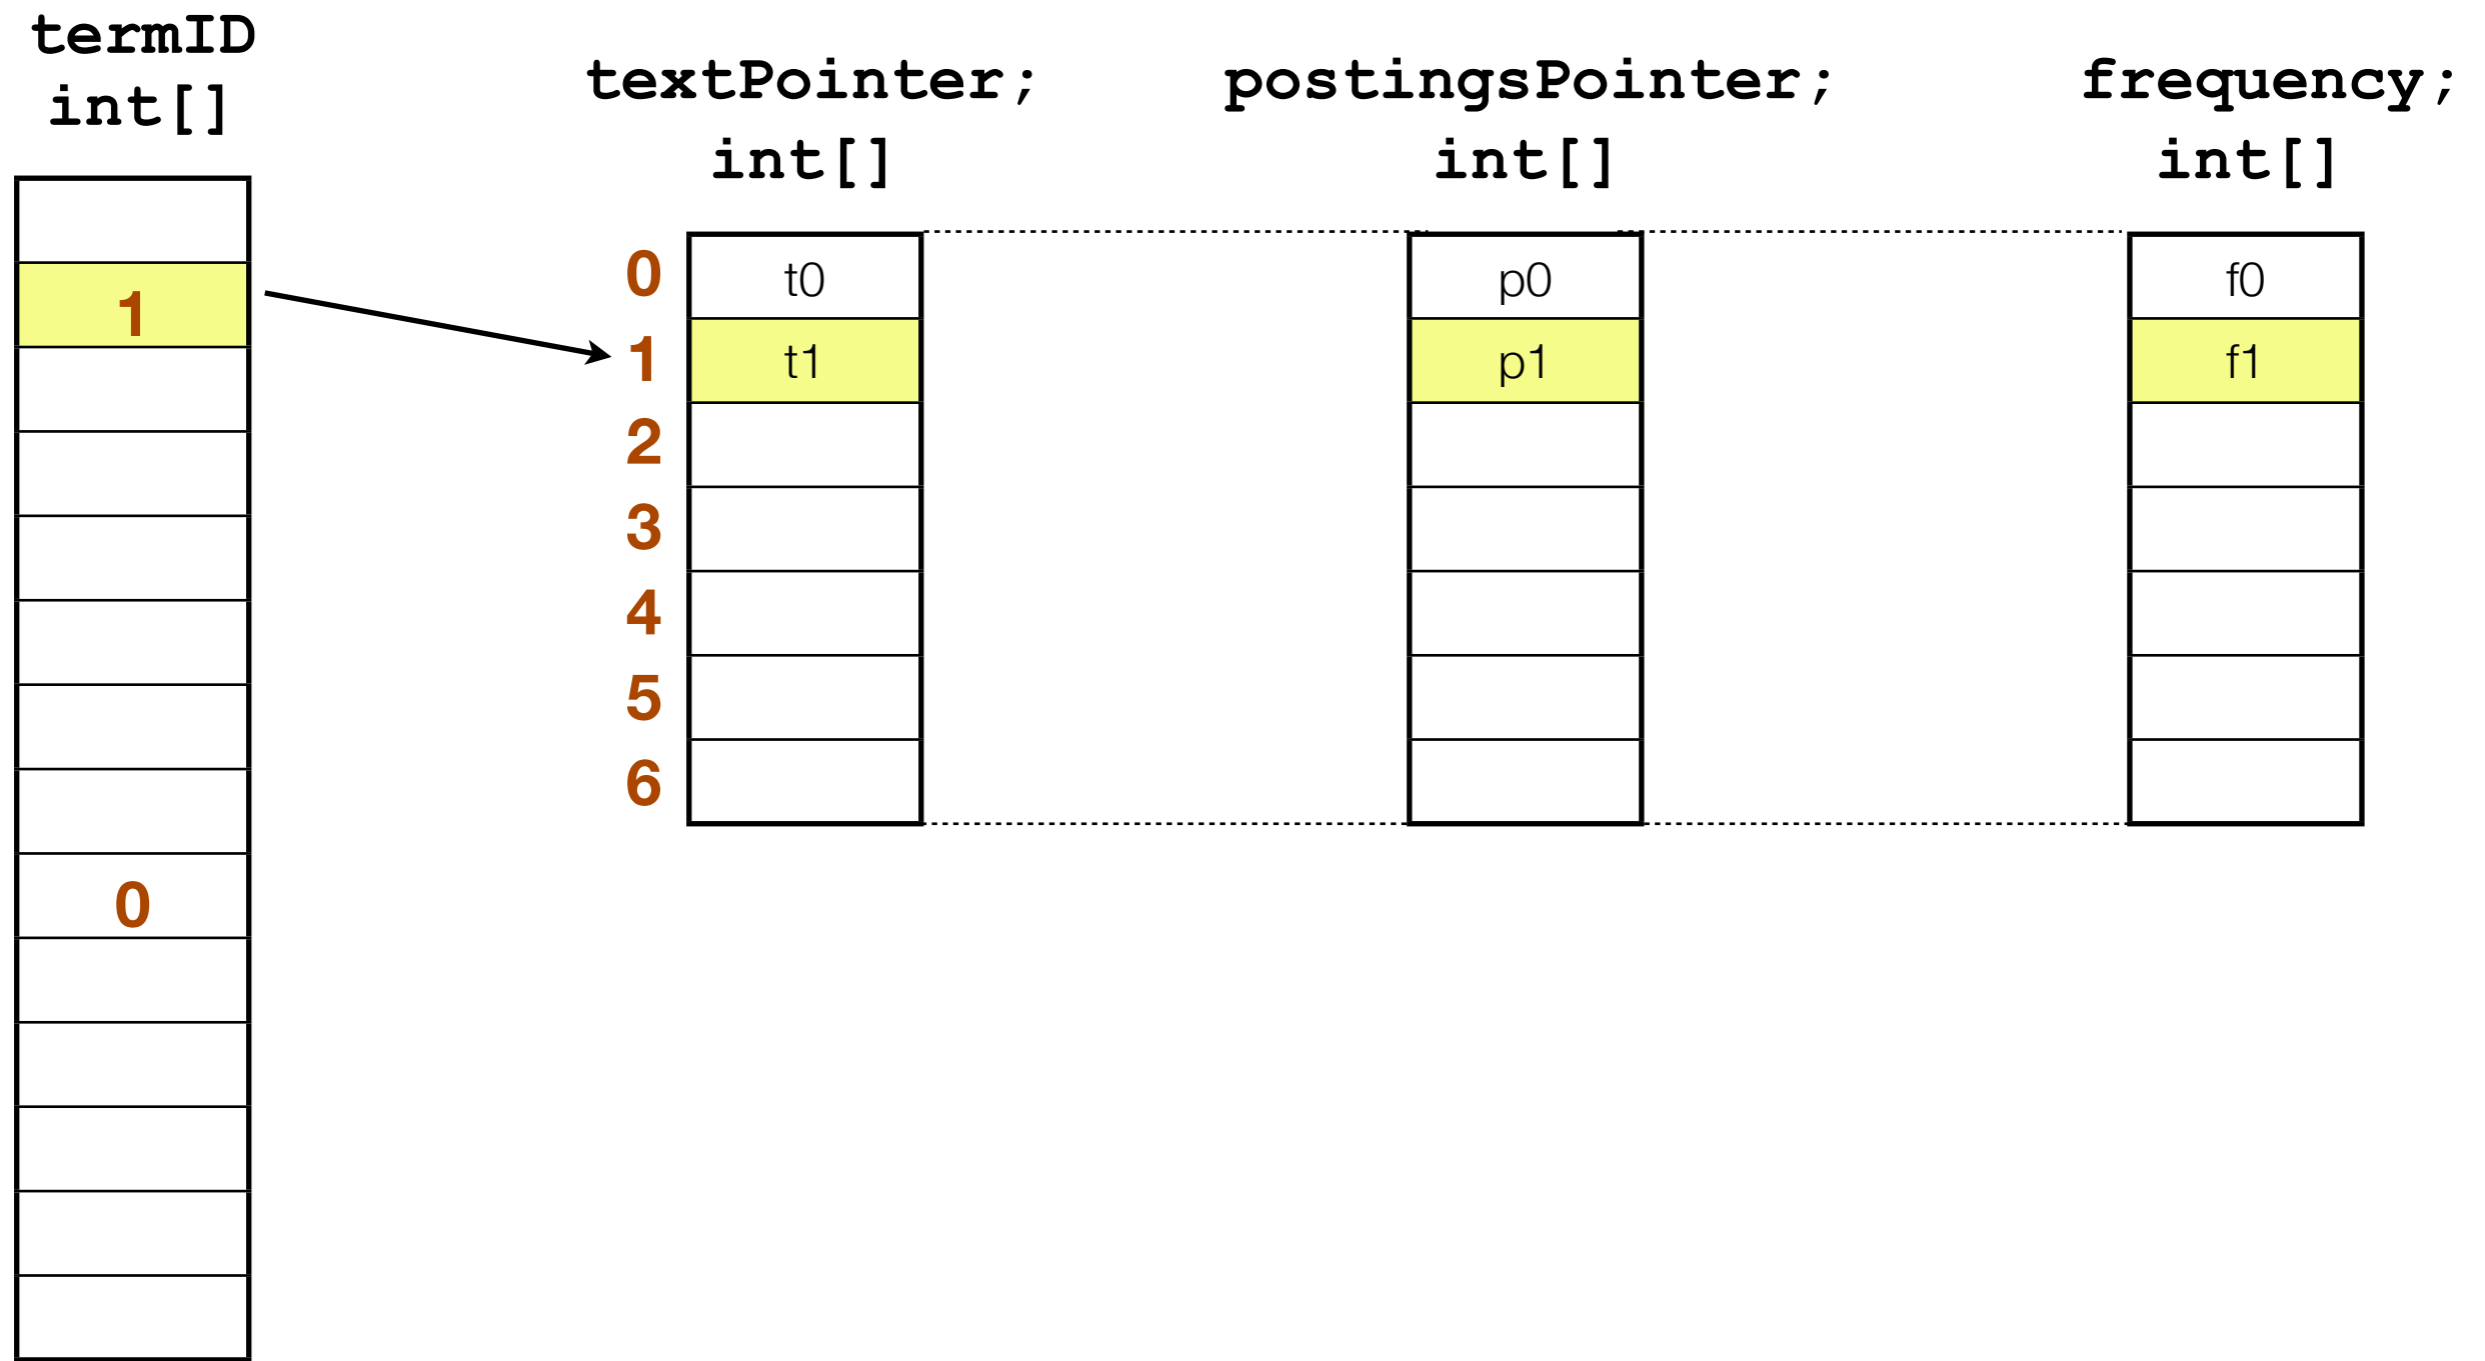 termID
int[]
textPointer;
int[]
postingsPointer;
int[]
frequency;
int[]
1
0
0 t0 p0 f0
1 t1 p1 f1
2
3
4
5
6